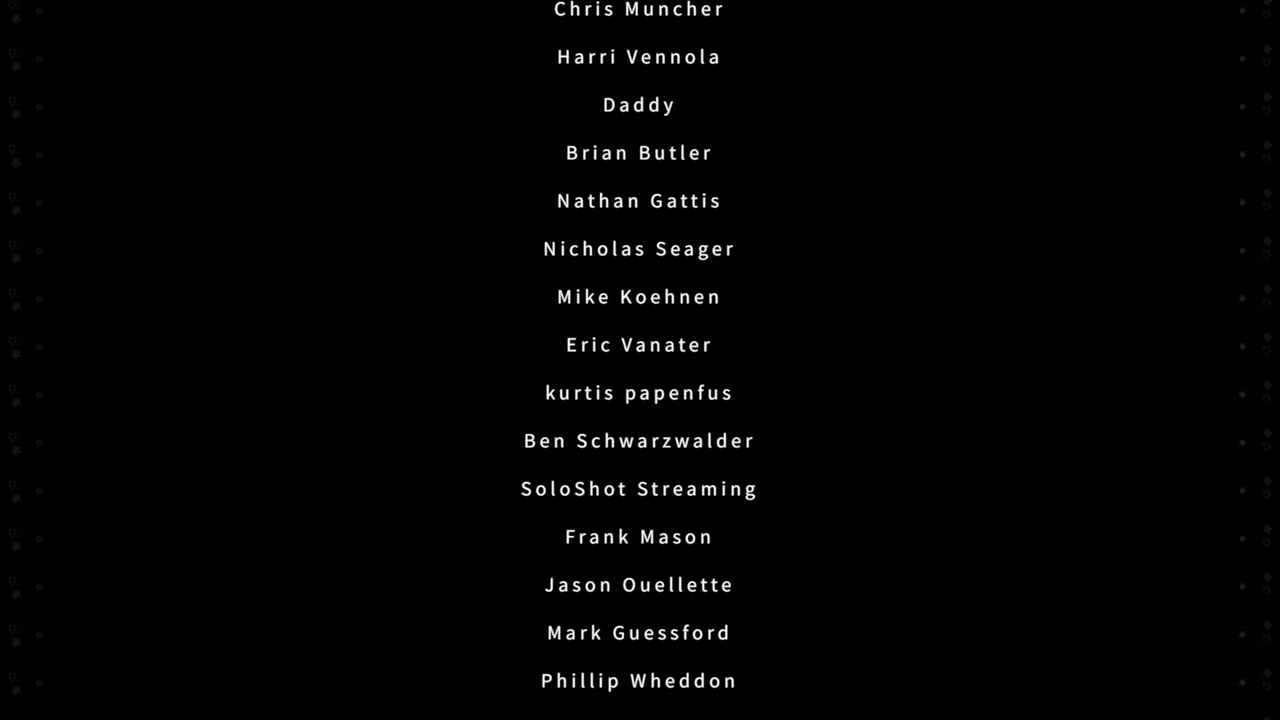 Chris Muncher
Harri Vennola
Daddy
Brian Butler
Nathan Gattis
Nicholas Seager
Mike Koehnen
Eric Vanater
kurtis papenfus
Ben Schwarzwalder
SoloShot Streaming
Frank Mason
Jason Ouellette
Mark Guessford
Phillip Wheddon